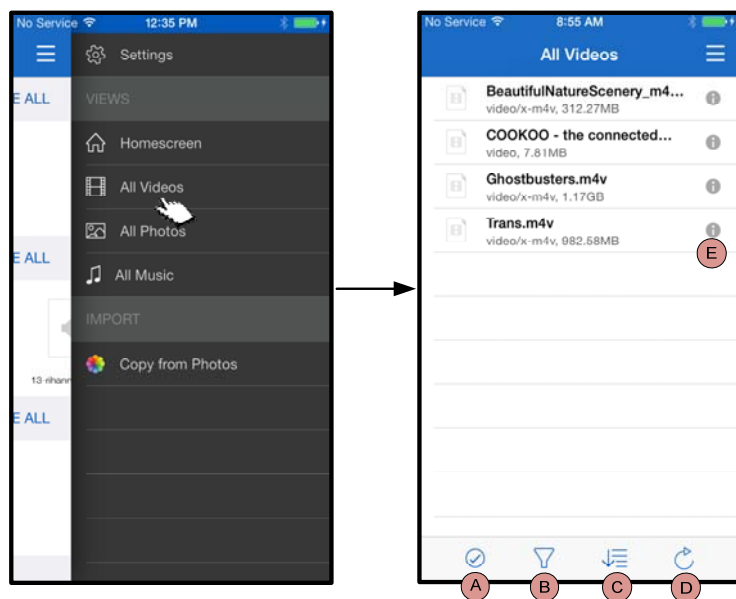 No Service 12:35 PM
Settings
E ALL
VIEWS
Homescreen
All Videos
All Photos
E ALL
All Music
IMPORT
Copy from Photos
13-rihann
E ALL
No Service 8:55 AM
All Videos
BeautifulNatureScenery_m4...
video/x-m4v, 312.27MB
COOKOO - the connected...
video, 7.81MB
Ghostbusters.m4v
video/x-m4v, 1.17GB
Trans.m4v
video/x-m4v, 982.58MB
E
A B C D